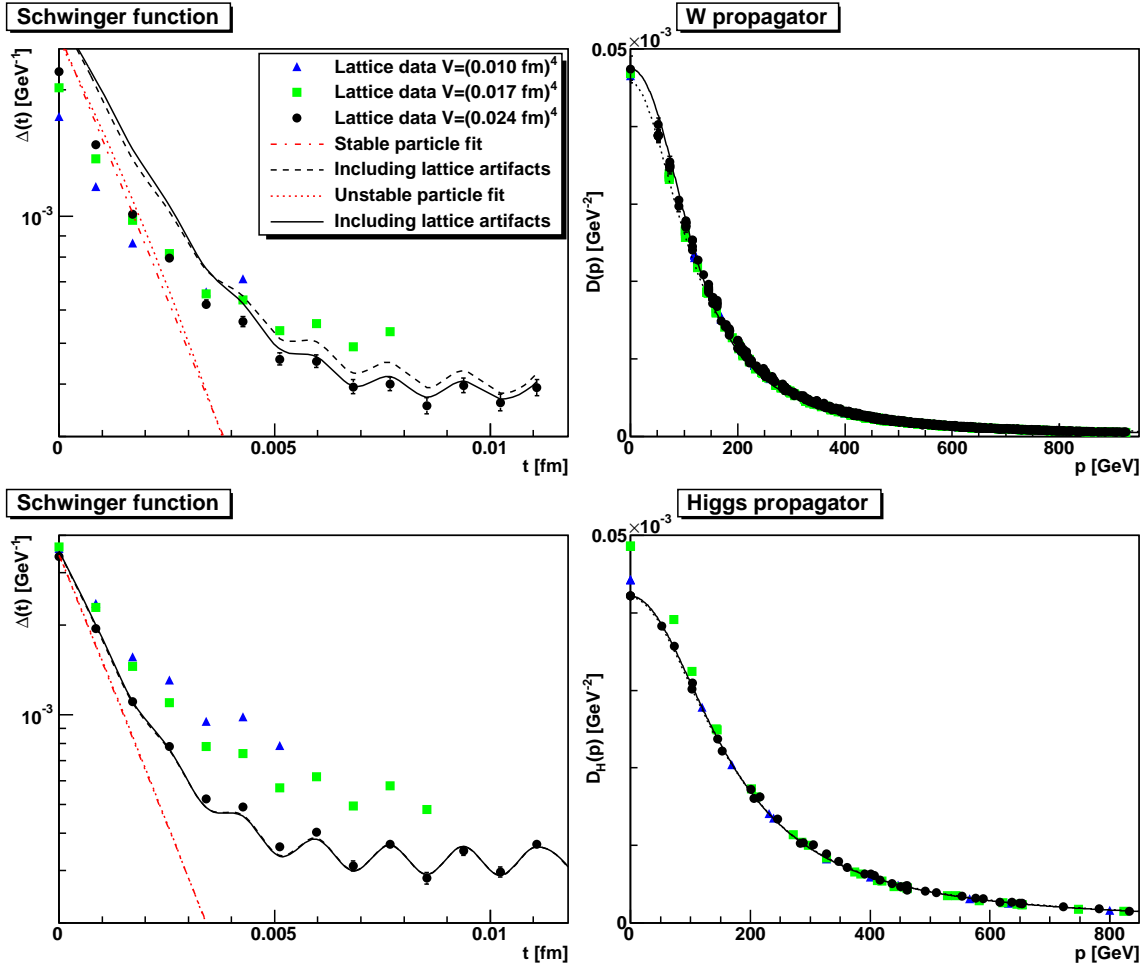 Schwinger function
Δ(t) [GeV⁻¹]
10⁻³
0
0.005
0.01
t [fm]
Lattice data V=(0.010 fm)⁴
Lattice data V=(0.017 fm)⁴
Lattice data V=(0.024 fm)⁴
Stable particle fit
Including lattice artifacts
Unstable particle fit
Including lattice artifacts
W propagator
×10⁻³
0.05
D(p) [GeV⁻²]
0
0
200
400
600
800
p [GeV]
Schwinger function
Δ(t) [GeV⁻¹]
10⁻³
0
0.005
0.01
t [fm]
Higgs propagator
×10⁻³
0.05
D_H(p) [GeV⁻²]
0
0
200
400
600
800
p [GeV]